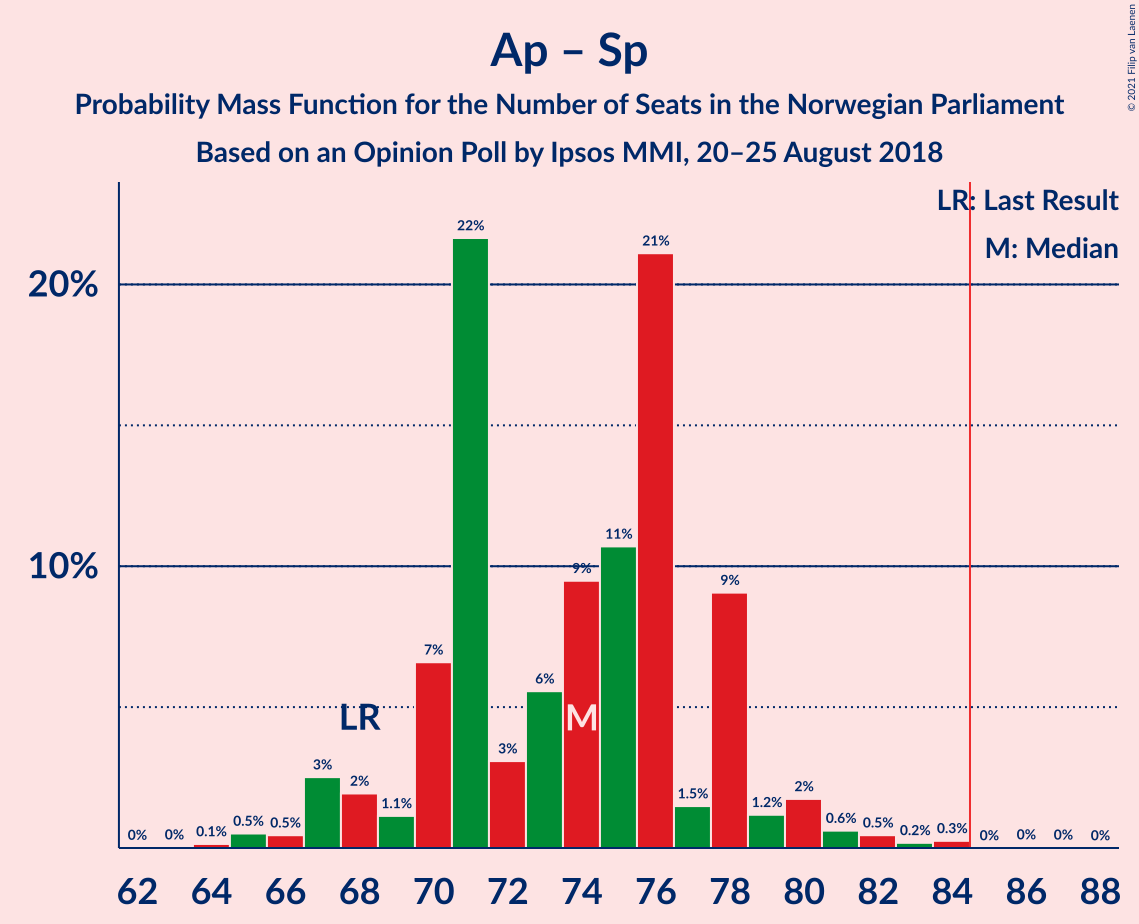 Ap – Sp
Probability Mass Function for the Number of Seats in the Norwegian Parliament
Based on an Opinion Poll by Ipsos MMI, 20–25 August 2018
© 2021 Filip van Laenen
LR: Last Result
M: Median
20%
10%
0% 0% 0.1% 0.5% 0.5% 3% 2% 1.1% 7% 22% 3% 6% 9% 11% 21% 1.5% 9% 1.2% 2% 0.6% 0.5% 0.2% 0.3% 0% 0% 0% 0%
LR M
62 64 66 68 70 72 74 76 78 80 82 84 86 88